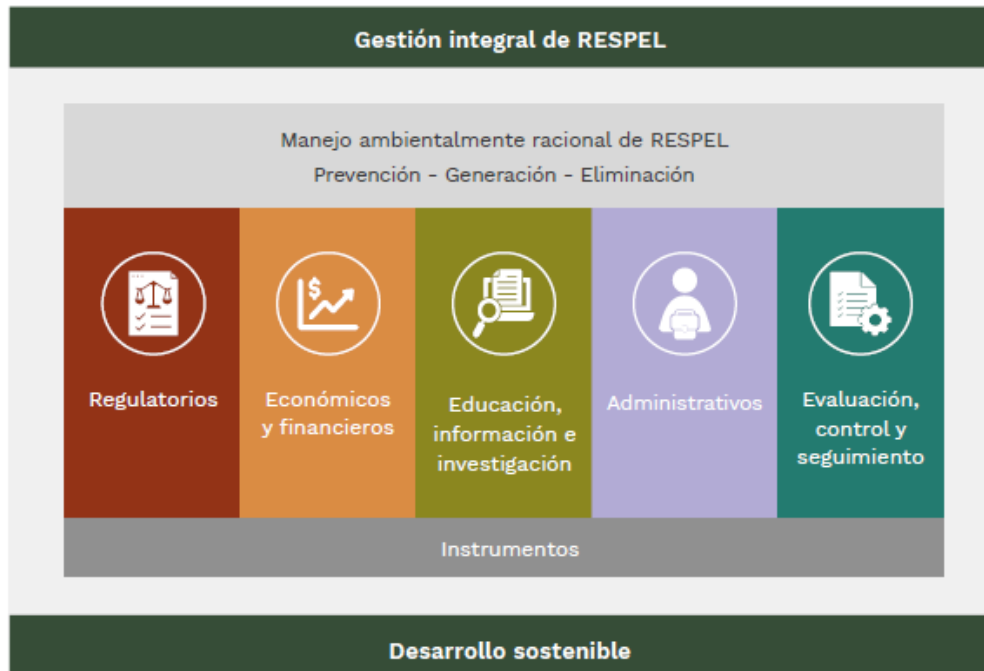 Gestión integral de RESPEL
Manejo ambientalmente racional de RESPEL
Prevención - Generación - Eliminación
Regulatorios
Económicos
y financieros
Educación,
información e
investigación
Administrativos
Evaluación,
control y
seguimiento
Instrumentos
Desarrollo sostenible